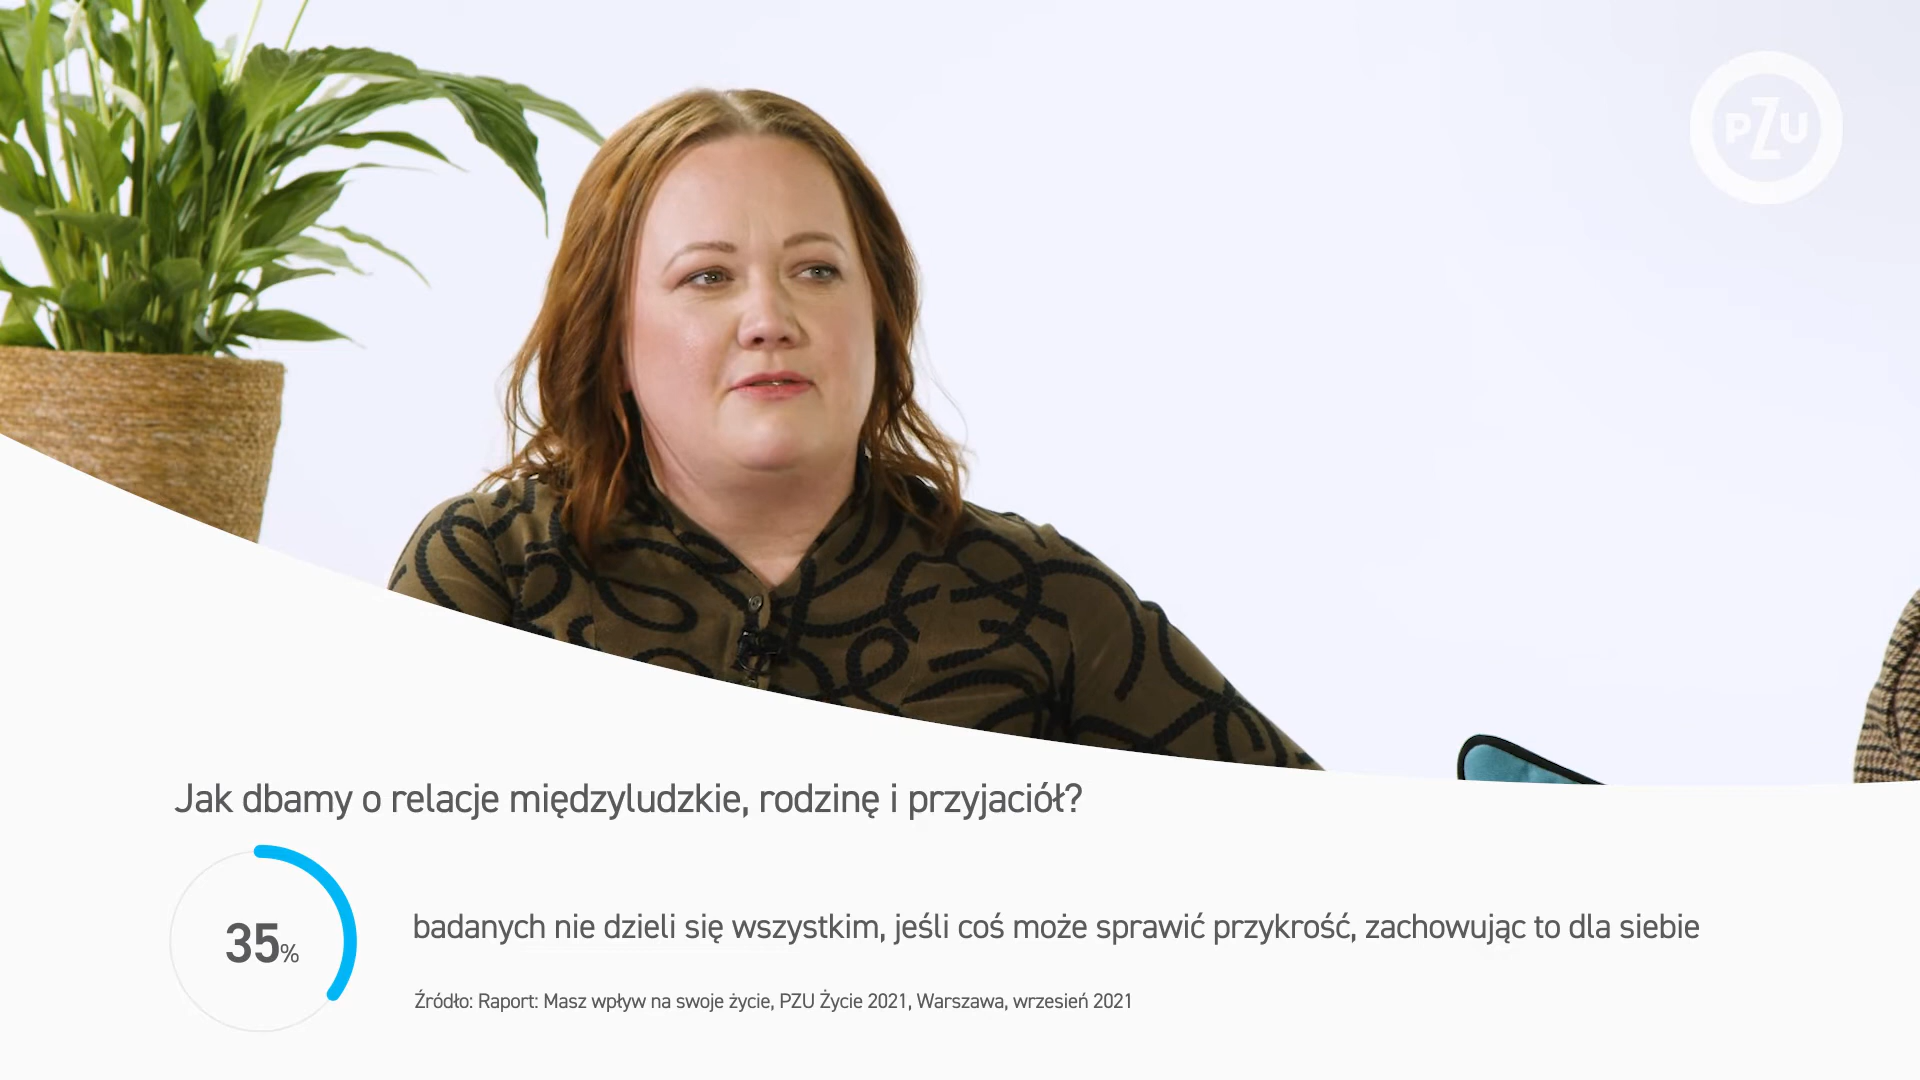 PZU
Jak dbamy o relacje międzyludzkie, rodzinę i przyjaciół?
35%
badanych nie dzieli się wszystkim, jeśli coś może sprawić przykrość, zachowując to dla siebie
Źródło: Raport: Masz wpływ na swoje życie, PZU Życie 2021, Warszawa, wrzesień 2021